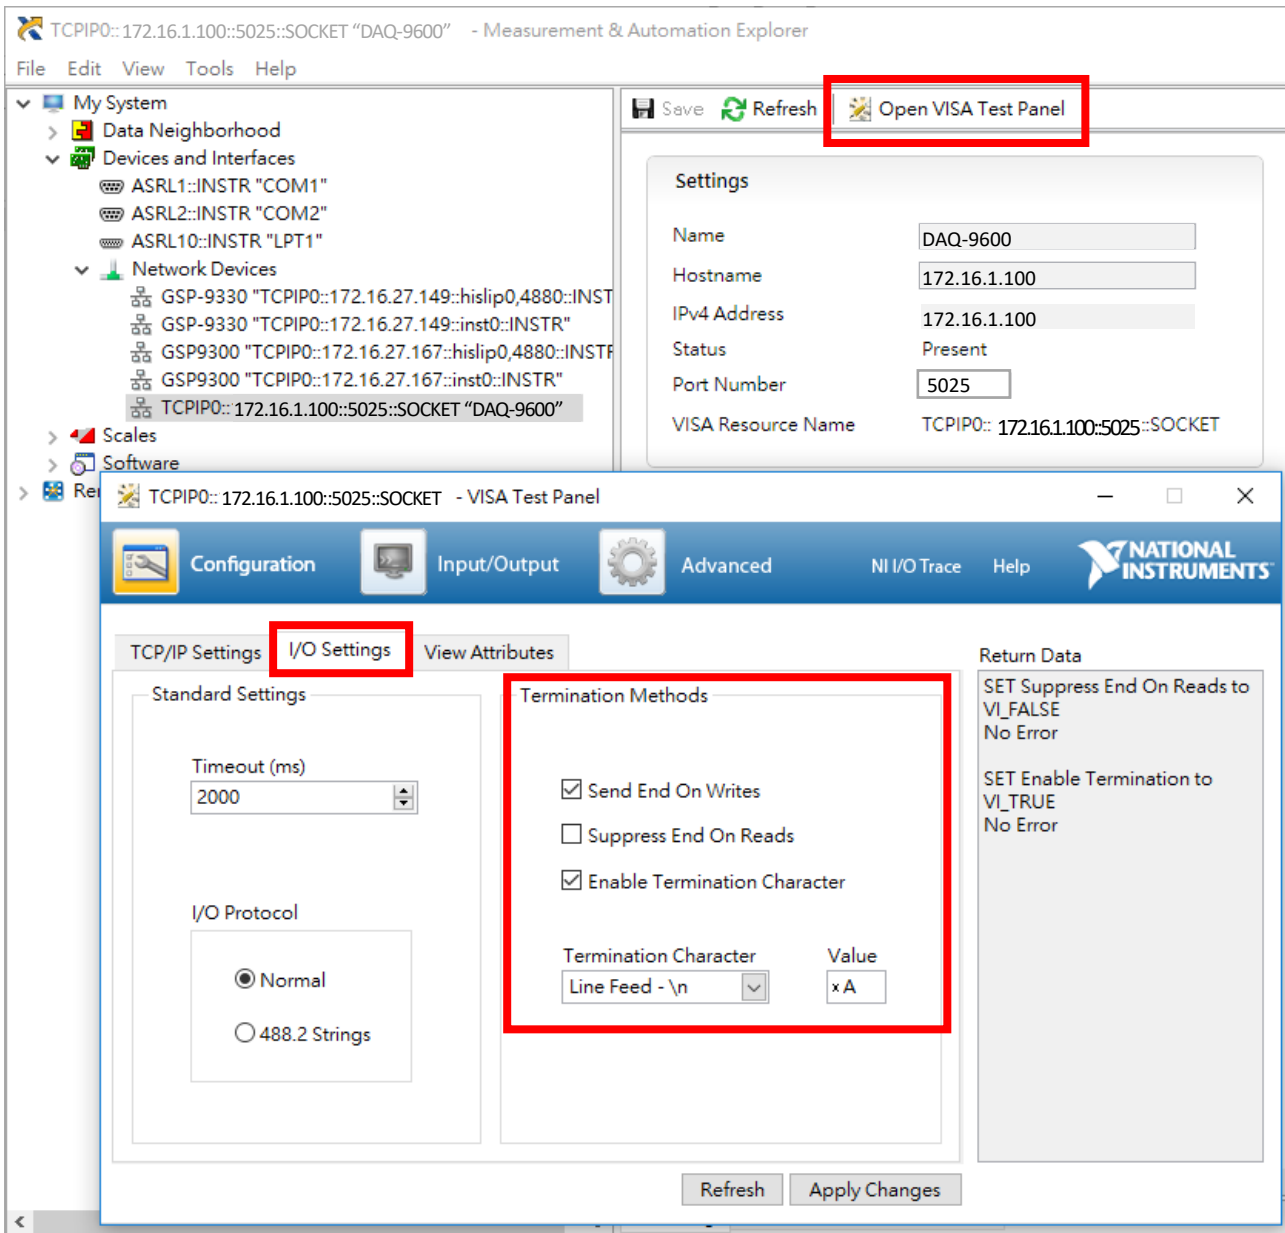 TCPIP0:: 172.16.1.100::5025::SOCKET “DAQ-9600” - Measurement & Automation Explorer
File Edit View Tools Help
My System
Data Neighborhood
Devices and Interfaces
ASRL1::INSTR "COM1"
ASRL2::INSTR "COM2"
ASRL10::INSTR "LPT1"
Network Devices
GSP-9330 "TCPIP0::172.16.27.149::hislip0,4880::INST
GSP-9330 "TCPIP0::172.16.27.149::inst0::INSTR"
GSP9300 "TCPIP0::172.16.27.167::hislip0,4880::INSTF
GSP9300 "TCPIP0::172.16.27.167::inst0::INSTR"
TCPIP0:: 172.16.1.100::5025::SOCKET “DAQ-9600”
Scales
Software
Rei
Save Refresh Open VISA Test Panel
Settings
Name DAQ-9600
Hostname 172.16.1.100
IPv4 Address 172.16.1.100
Status Present
Port Number 5025
VISA Resource Name TCPIP0:: 172.16.1.100::5025::SOCKET
TCPIP0:: 172.16.1.100::5025::SOCKET - VISA Test Panel
Configuration Input/Output Advanced NI I/O Trace Help NATIONAL
INSTRUMENTS
TCP/IP Settings I/O Settings View Attributes
Standard Settings
Timeout (ms)
2000
I/O Protocol
Normal
488.2 Strings
Termination Methods
Send End On Writes
Suppress End On Reads
Enable Termination Character
Termination Character Value
Line Feed - \n x A
Return Data
SET Suppress End On Reads to
VI_FALSE
No Error
SET Enable Termination to
VI_TRUE
No Error
Refresh Apply Changes